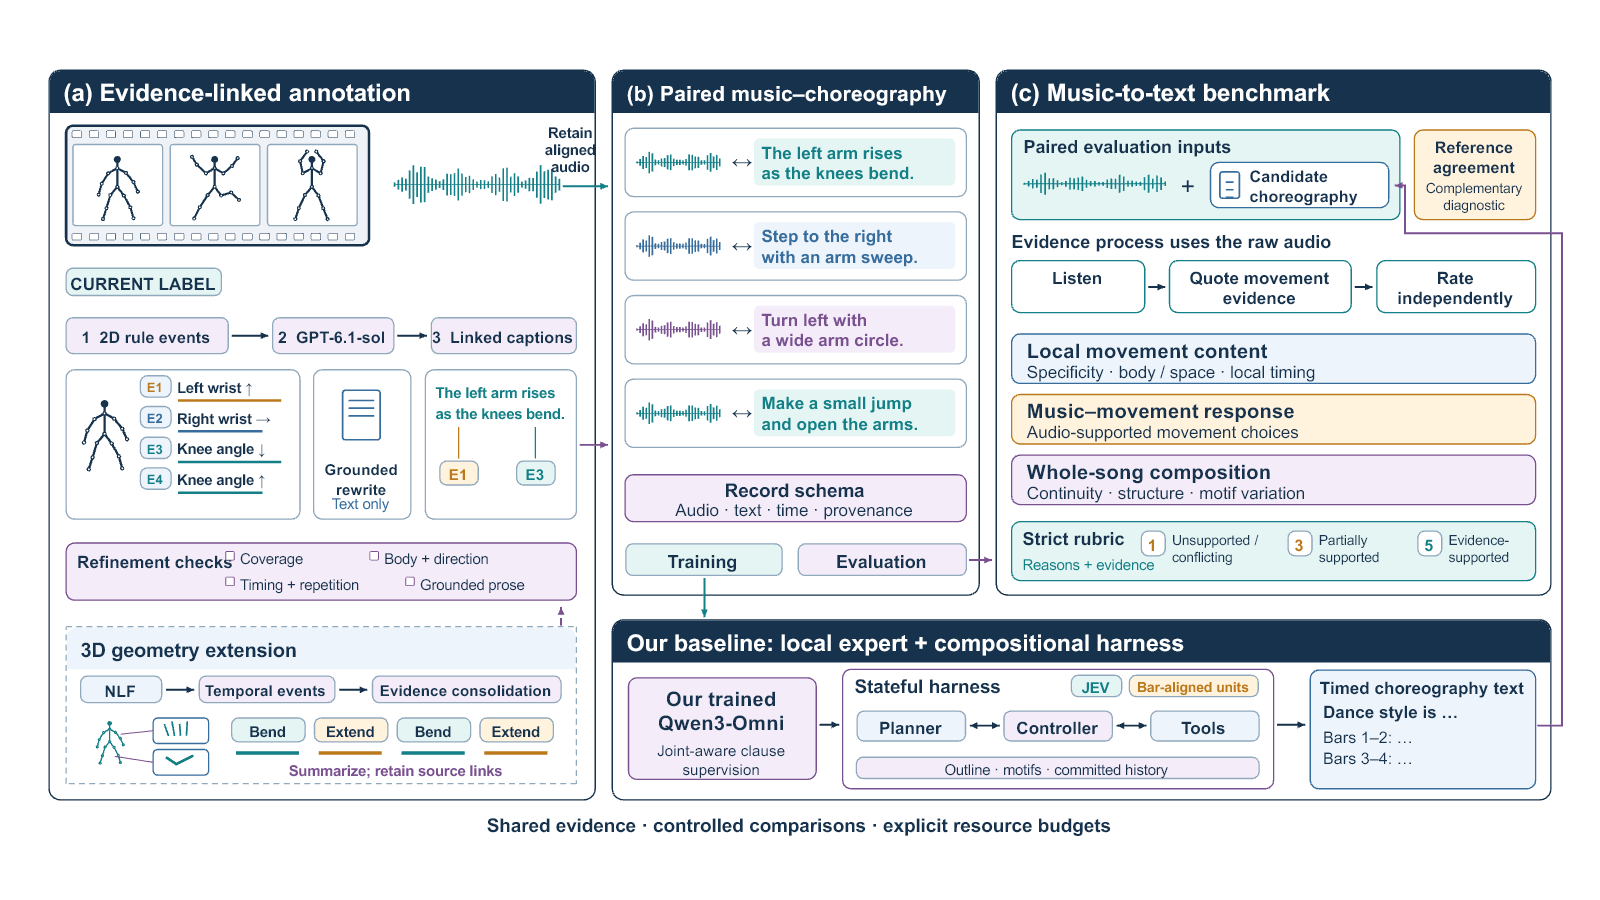 (a) Evidence-linked annotation
Retain
aligned
audio
CURRENT LABEL
1 2D rule events
2 GPT-6.1-sol
3 Linked captions
E1 Left wrist ↑
E2 Right wrist →
E3 Knee angle ↓
E4 Knee angle ↑
Grounded
rewrite
Text only
The left arm rises
as the knees bend.
E1
E3
Refinement checks
Coverage
Body + direction
Timing + repetition
Grounded prose
3D geometry extension
NLF
Temporal events
Evidence consolidation
Bend
Extend
Bend
Extend
Summarize; retain source links
(b) Paired music–choreography
↔ The left arm rises
as the knees bend.
↔ Step to the right
with an arm sweep.
↔ Turn left with
a wide arm circle.
↔ Make a small jump
and open the arms.
Record schema
Audio · text · time · provenance
Training
Evaluation
(c) Music-to-text benchmark
Paired evaluation inputs
+
Candidate
choreography
Reference
agreement
Complementary
diagnostic
Evidence process uses the raw audio
Listen
Quote movement
evidence
Rate
independently
Local movement content
Specificity · body / space · local timing
Music–movement response
Audio-supported movement choices
Whole-song composition
Continuity · structure · motif variation
Strict rubric
Reasons + evidence
1 Unsupported /
conflicting
3 Partially
supported
5 Evidence-
supported
Our baseline: local expert + compositional harness
Our trained
Qwen3-Omni
Joint-aware clause
supervision
Stateful harness
JEV
Bar-aligned units
Planner
Controller
Tools
Outline · motifs · committed history
Timed choreography text
Dance style is …
Bars 1–2: …
Bars 3–4: …
Shared evidence · controlled comparisons · explicit resource budgets